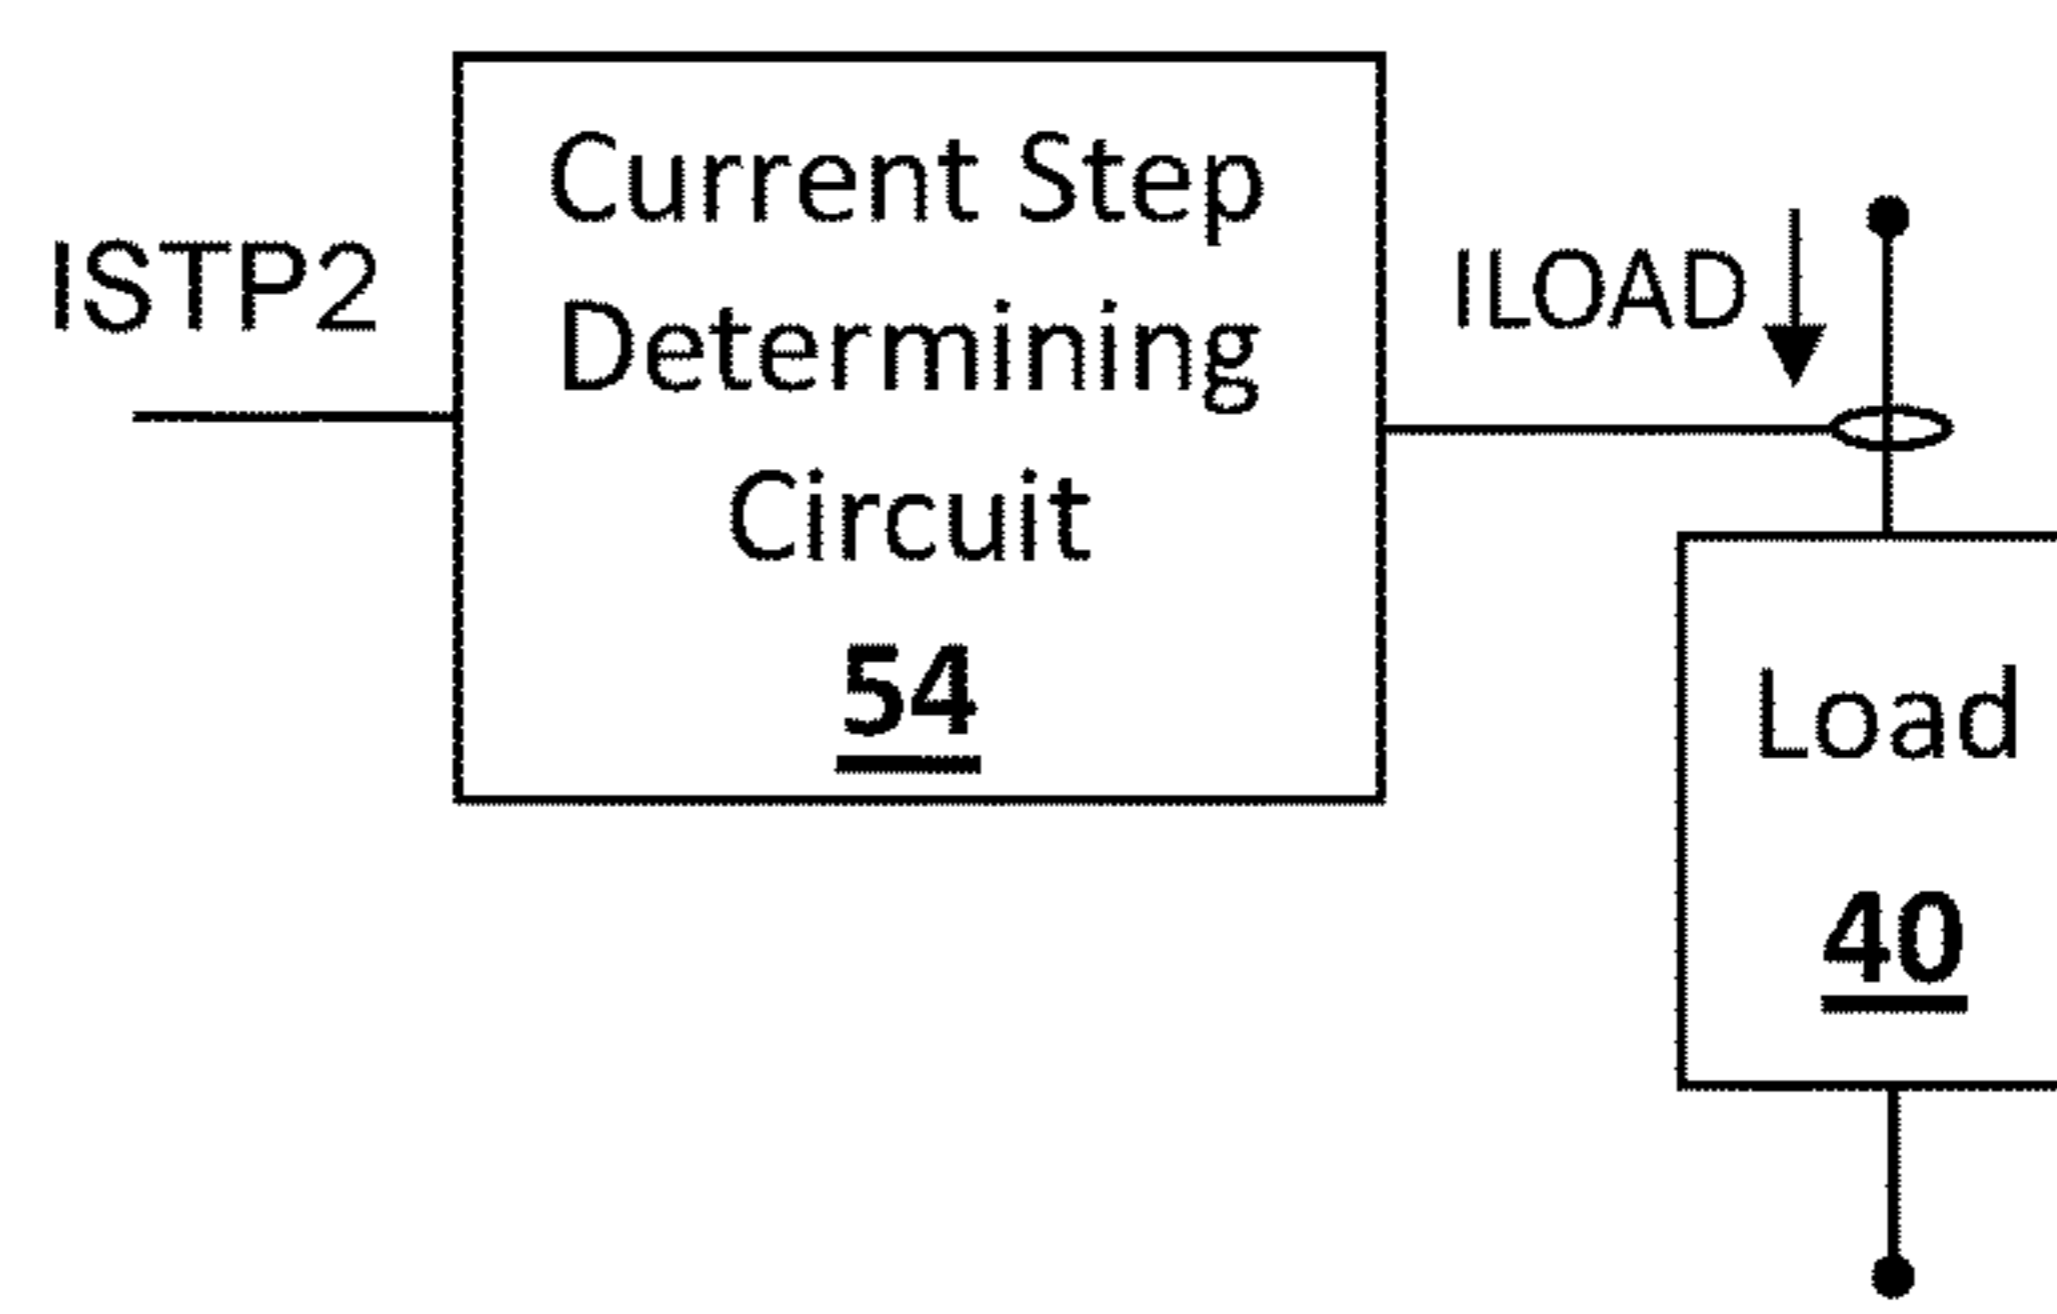 ISTP2
Current Step
Determining
Circuit
54
ILOAD
Load
40